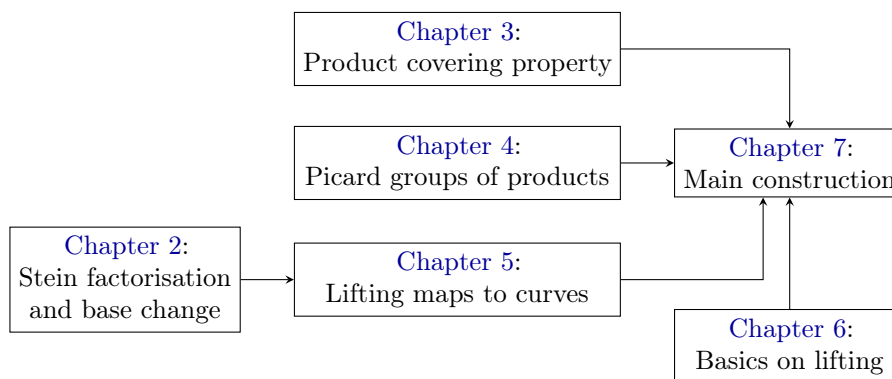 Chapter 3:
Product covering property
Chapter 4:
Picard groups of products
Chapter 7:
Main construction
Chapter 2:
Stein factorisation
and base change
Chapter 5:
Lifting maps to curves
Chapter 6:
Basics on lifting